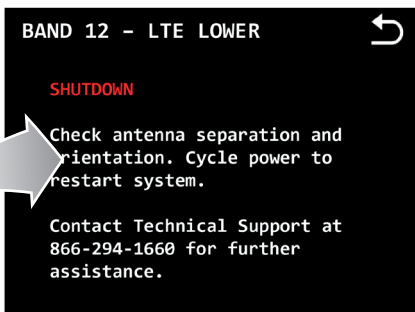 BAND 12 – LTE LOWER
SHUTDOWN
Check antenna separation and
orientation. Cycle power to
restart system.
Contact Technical Support at
866-294-1660 for further
assistance.